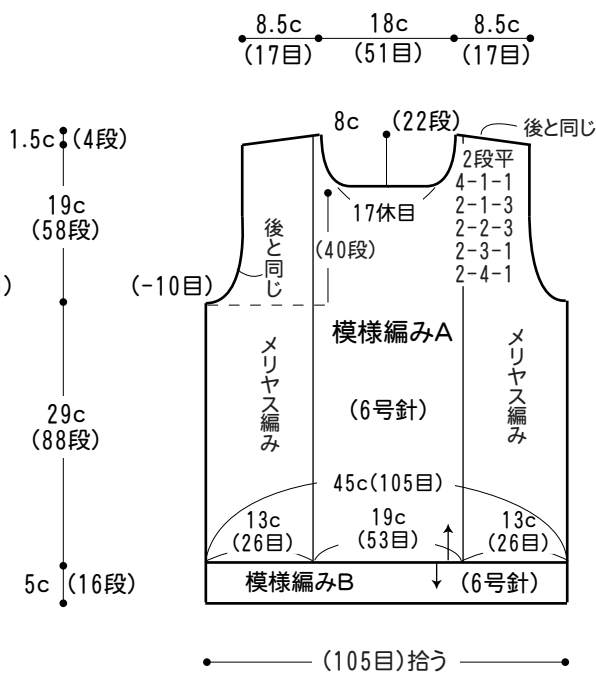 8.5c 18c 8.5c
(17目) (51目) (17目)
8c (22段)
後と同じ
1.5c (4段)
19c
(58段)
2段平
4-1-1
2-1-3
2-2-3
2-3-1
2-4-1
17休目
後と同じ
(40段)
)
(-10目)
模様編みA
メリヤス編み
メリヤス編み
(6号針)
29c
(88段)
45c(105目)
13c
(26目)
19c
(53目)
13c
(26目)
5c (16段)
模様編みB (6号針)
(105目)拾う